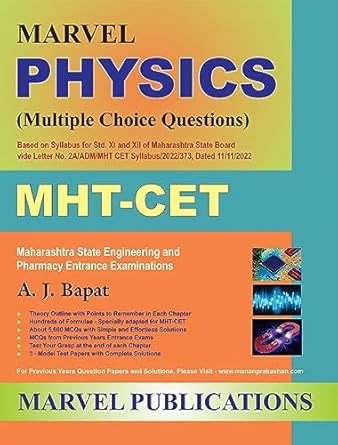 MARVEL
PHYSICS
(Multiple Choice Questions)
Based on Syllabus for Std. XI and XII of Maharashtra State Board
vide Letter No. 2A/ADM/MHT CET Syllabus/2022/373, Dated 11/11/2022
MHT-CET
Maharashtra State Engineering and
Pharmacy Entrance Examinations
A. J. Bapat
• Theory Outline with Points to Remember in Each Chapter
• Hundreds of Formulae - Specially adapted for MHT-CET
• About 5,660 MCQs with Simple and Effortless Solutions
• MCQs from Previous Years Entrance Exams
• Test Your Grasp at the end of each Chapter
• 3 - Model Test Papers with Complete Solutions
For Previous Years Question Papers and Solutions, Please Visit - www.mananprakashan.com
MARVEL PUBLICATIONS